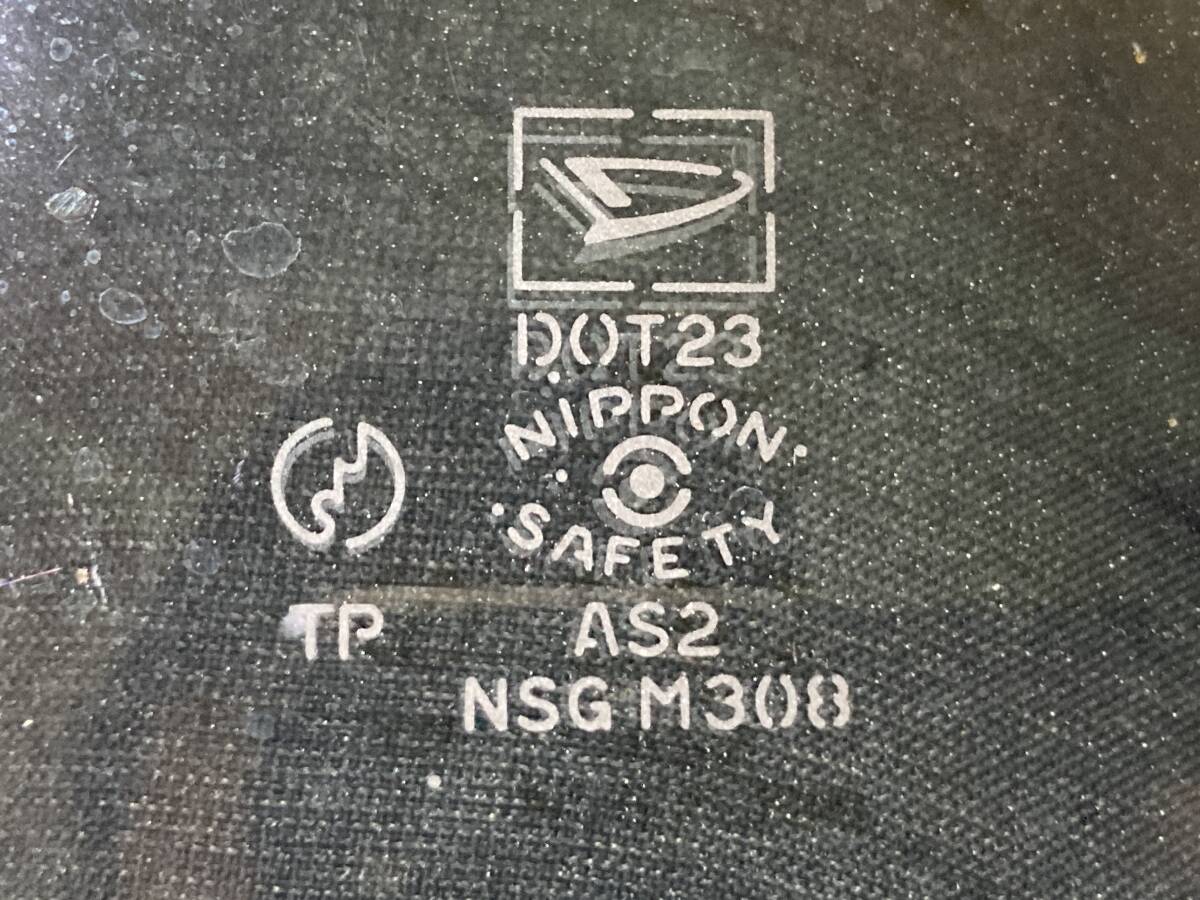 DOT23
NIPPON
SAFETY
TP
AS2
NSG M308